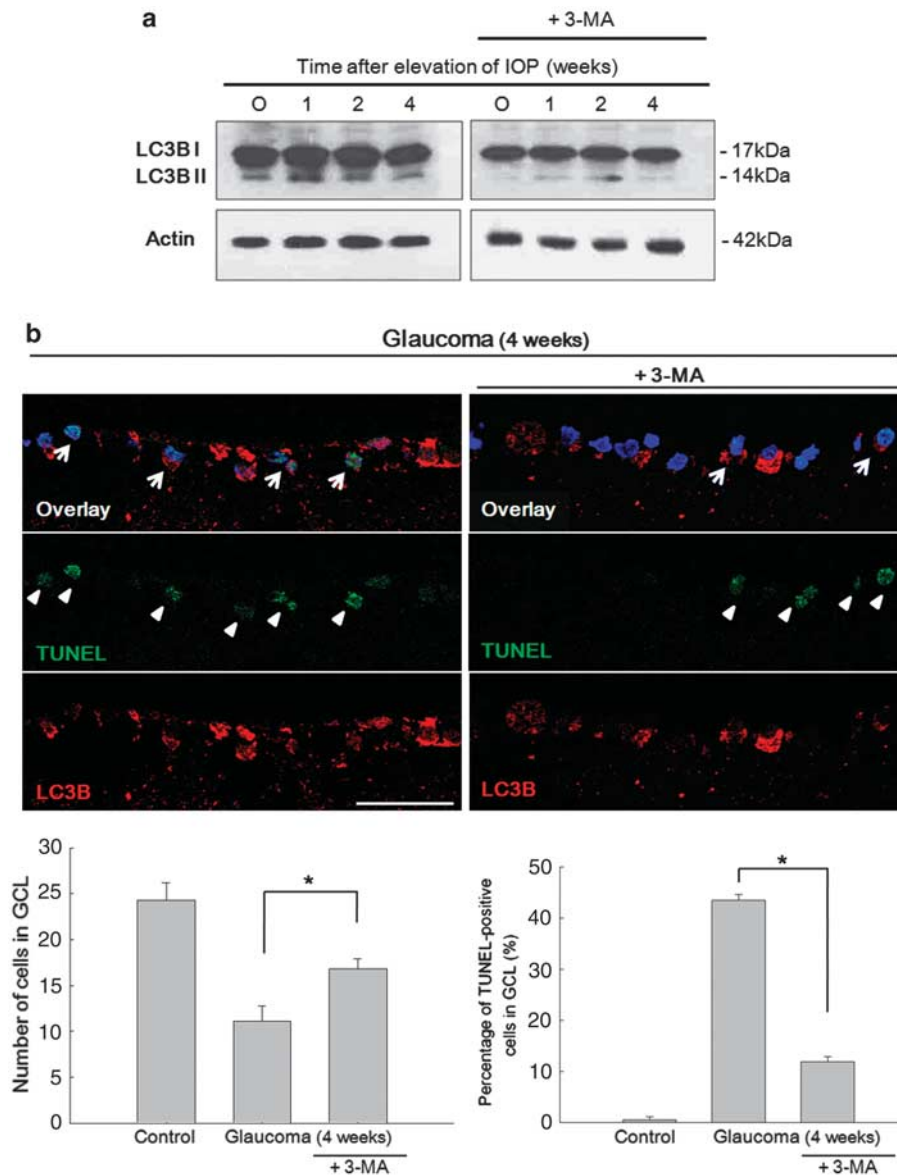 a
+ 3-MA
Time after elevation of IOP (weeks)
O 1 2 4 O 1 2 4
LC3B I
LC3B II
- 17kDa
- 14kDa
Actin
- 42kDa
b
Glaucoma (4 weeks)
+ 3-MA
Overlay
Overlay
TUNEL
TUNEL
LC3B
LC3B
Number of cells in GCL
30
25
20
15
10
5
0
*
Control Glaucoma (4 weeks)
+ 3-MA
Percentage of TUNEL-positive
cells in GCL (%)
50
40
30
20
10
0
*
Control Glaucoma (4 weeks)
+ 3-MA